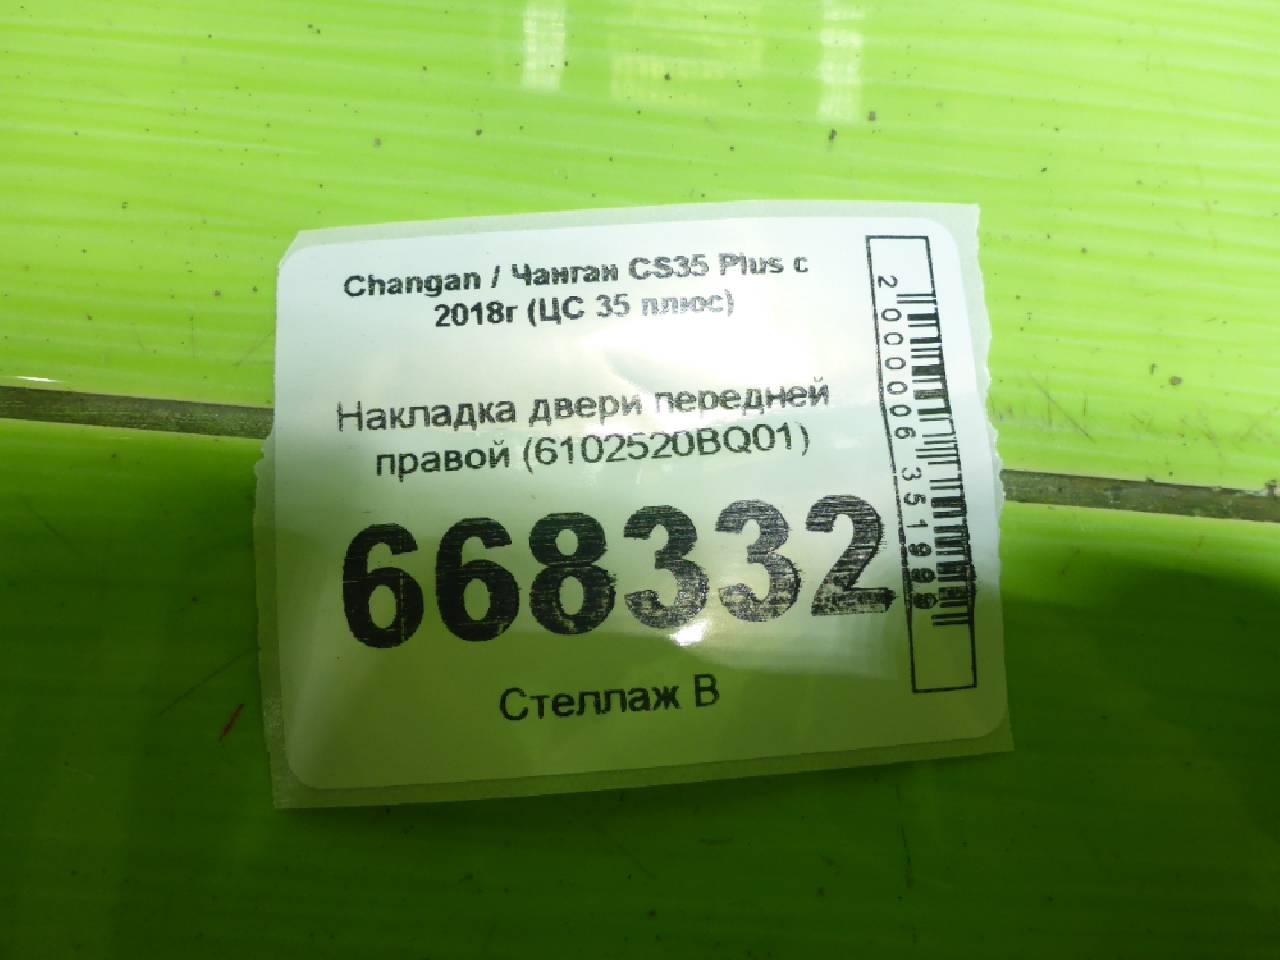 Changan / Чанган CS35 Plus с
2018г (ЦС 35 плюс)
Накладка двери передней
правой (6102520BQ01)
668332
Стеллаж В
2000006351999